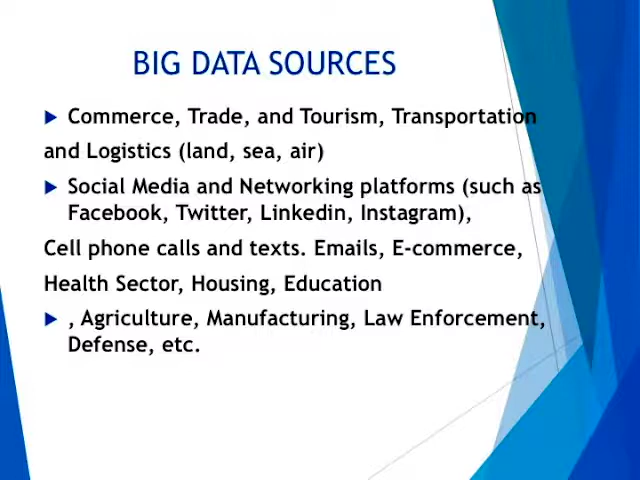 BIG DATA SOURCES
Commerce, Trade, and Tourism, Transportation
and Logistics (land, sea, air)
Social Media and Networking platforms (such as
Facebook, Twitter, Linkedin, Instagram),
Cell phone calls and texts. Emails, E-commerce,
Health Sector, Housing, Education
, Agriculture, Manufacturing, Law Enforcement,
Defense, etc.